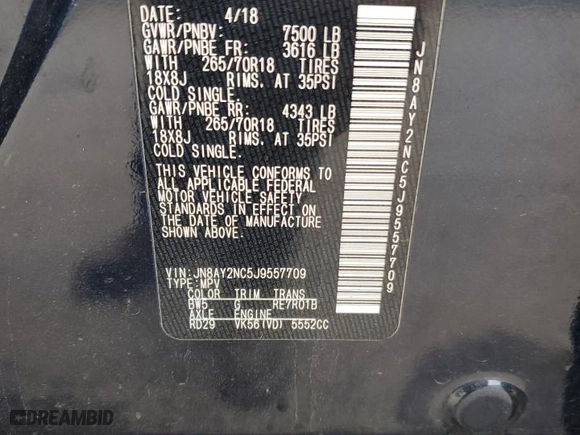 DATE: 4/18
GVWR/PNBV: 7500 LB
GAWR/PNBE FR: 3616 LB
WITH 265/70R18 TIRES
18X8J RIMS. AT 35PSI
COLD SINGLE.
GAWR/PNBE RR: 4343 LB
WITH 265/70R18 TIRES
18X8J RIMS. AT 35PSI
COLD SINGLE.
THIS VEHICLE CONFORMS TO
ALL APPLICABLE FEDERAL
MOTOR VEHICLE SAFETY
STANDARDS IN EFFECT ON
THE DATE OF MANUFACTURE
SHOWN ABOVE.
VIN: JN8AY2NC5J9557709
TYPE: MPV
COLOR TRIM TRANS
BW5 G RE7R01B
AXLE ENGINE
RD29 VK56(VD) 5552CC
JN8AY2NC5J9557709
DREAMBID